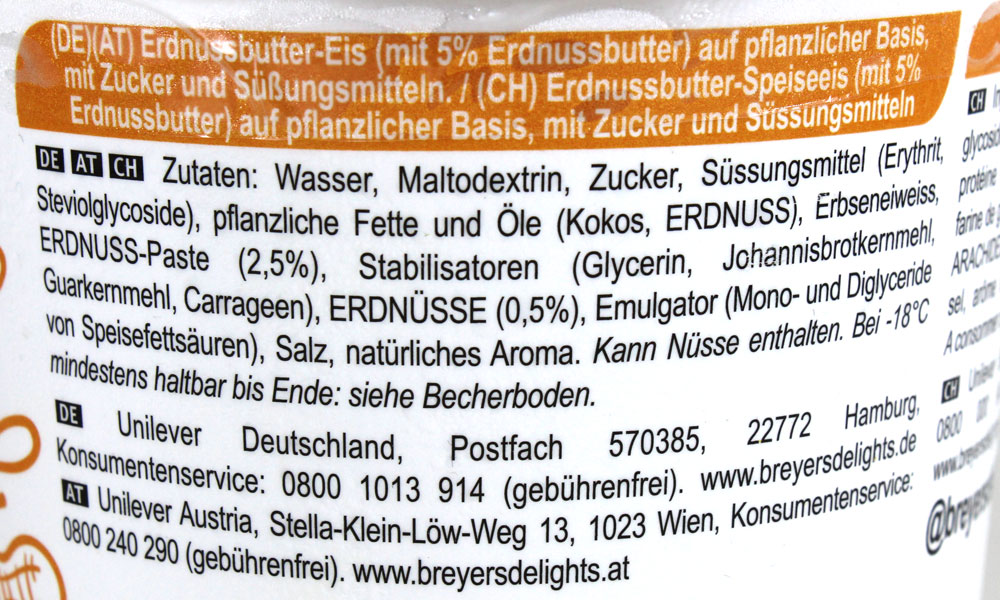 (DE)(AT) Erdnussbutter-Eis (mit 5% Erdnussbutter) auf pflanzlicher Basis,
mit Zucker und Süßungsmitteln. / (CH) Erdnussbutter-Speiseeis (mit 5%
Erdnussbutter) auf pflanzlicher Basis, mit Zucker und Süssungsmitteln
DE AT CH Zutaten: Wasser, Maltodextrin, Zucker, Süssungsmittel (Erythrit,
Steviolglycoside), pflanzliche Fette und Öle (Kokos, ERDNUSS), Erbseneiweiss,
ERDNUSS-Paste (2,5%), Stabilisatoren (Glycerin, Johannisbrotkernmehl,
Guarkernmehl, Carrageen), ERDNÜSSE (0,5%), Emulgator (Mono- und Diglyceride
von Speisefettsäuren), Salz, natürliches Aroma. Kann Nüsse enthalten. Bei -18°C
mindestens haltbar bis Ende: siehe Becherboden.
DE Unilever Deutschland, Postfach 570385, 22772 Hamburg,
Konsumentenservice: 0800 1013 914 (gebührenfrei). www.breyersdelights.de
AT Unilever Austria, Stella-Klein-Löw-Weg 13, 1023 Wien, Konsumentenservice:
0800 240 290 (gebührenfrei). www.breyersdelights.at
CH
protéine
farine de
sel, arôme
CH
0800